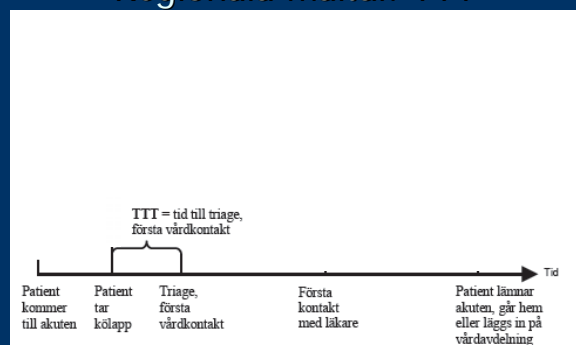 TTT = tid till triage,
första vårdkontakt
Tid
Patient
kommer
till akuten
Patient
tar
kölapp
Triage,
första
vårdkontakt
Första
kontakt
med läkare
Patient lämnar
akuten, går hem
eller läggs in på
vårdavdelning